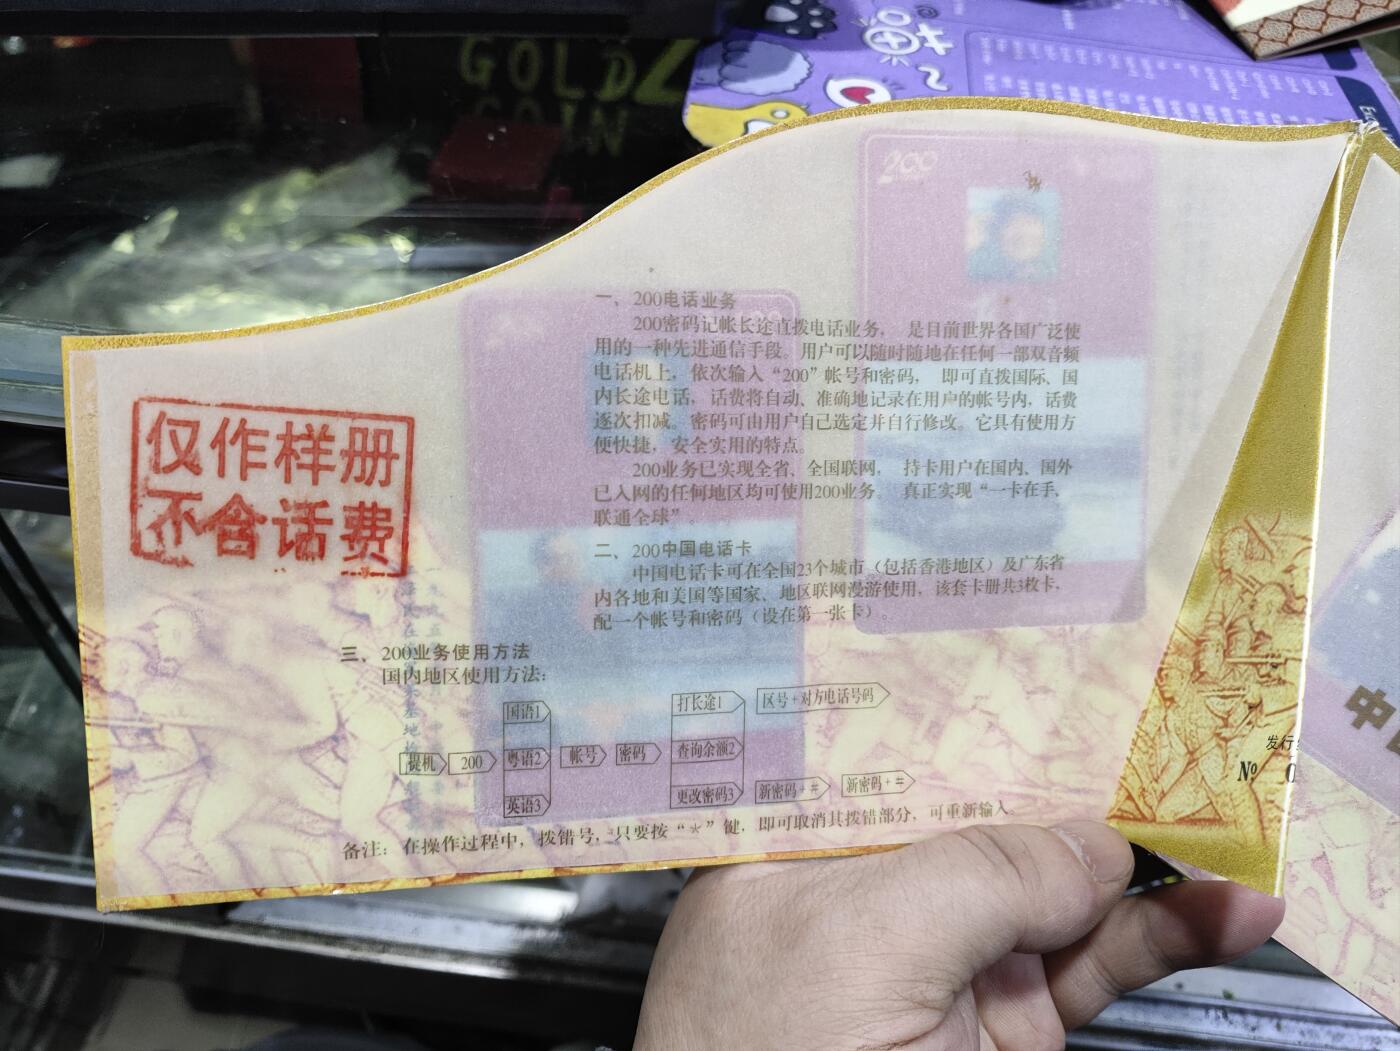 GOLD
COIN
200
仅作样册
不含话费
一、200电话业务
200密码记帐长途直拨电话业务，是目前世界各国广泛使
用的一种先进通信手段。用户可以随时随地在任何一部双音频
电话机上，依次输入“200”帐号和密码，即可直拨国际、国
内长途电话，话费将自动、准确地记录在用户的帐号内，话费
逐次扣减。密码可由用户自己选定并自行修改。它具有使用方
便快捷，安全实用的特点。
200业务已实现全省、全国联网，持卡用户在国内、国外
已入网的任何地区均可使用200业务。真正实现“一卡在手、
联通全球”。
二、200中国电话卡
中国电话卡可在全国23个城市（包括香港地区）及广东省
内各地和美国等国家、地区联网漫游使用，该套卡册共3枚卡，
配一个帐号和密码（设在第一张卡）。
三、200业务使用方法
国内地区使用方法：
提机 200 国语1 粤语2 英语3 帐号 密码 打长途1 区号+对方电话号码
查询余额2
更改密码3 新密码+# 新密码+#
备注：在操作过程中，拨错号，只要按“*”键，即可取消其拨错部分，可重新输入。
发行
№ 0
中